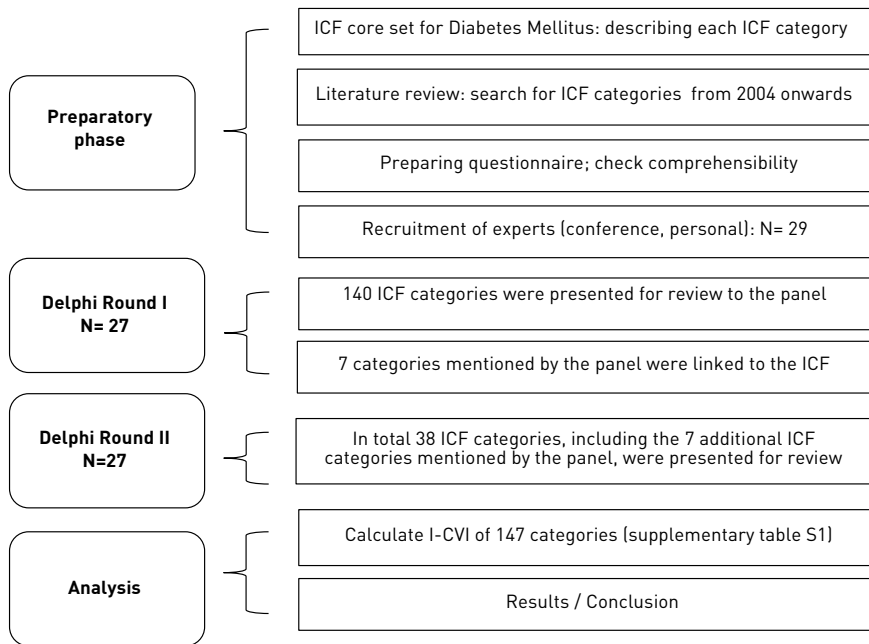 Preparatory
phase
ICF core set for Diabetes Mellitus: describing each ICF category
Literature review: search for ICF categories from 2004 onwards
Preparing questionnaire; check comprehensibility
Recruitment of experts (conference, personal): N= 29
Delphi Round I
N= 27
140 ICF categories were presented for review to the panel
7 categories mentioned by the panel were linked to the ICF
Delphi Round II
N=27
In total 38 ICF categories, including the 7 additional ICF
categories mentioned by the panel, were presented for review
Analysis
Calculate I-CVI of 147 categories (supplementary table S1)
Results / Conclusion